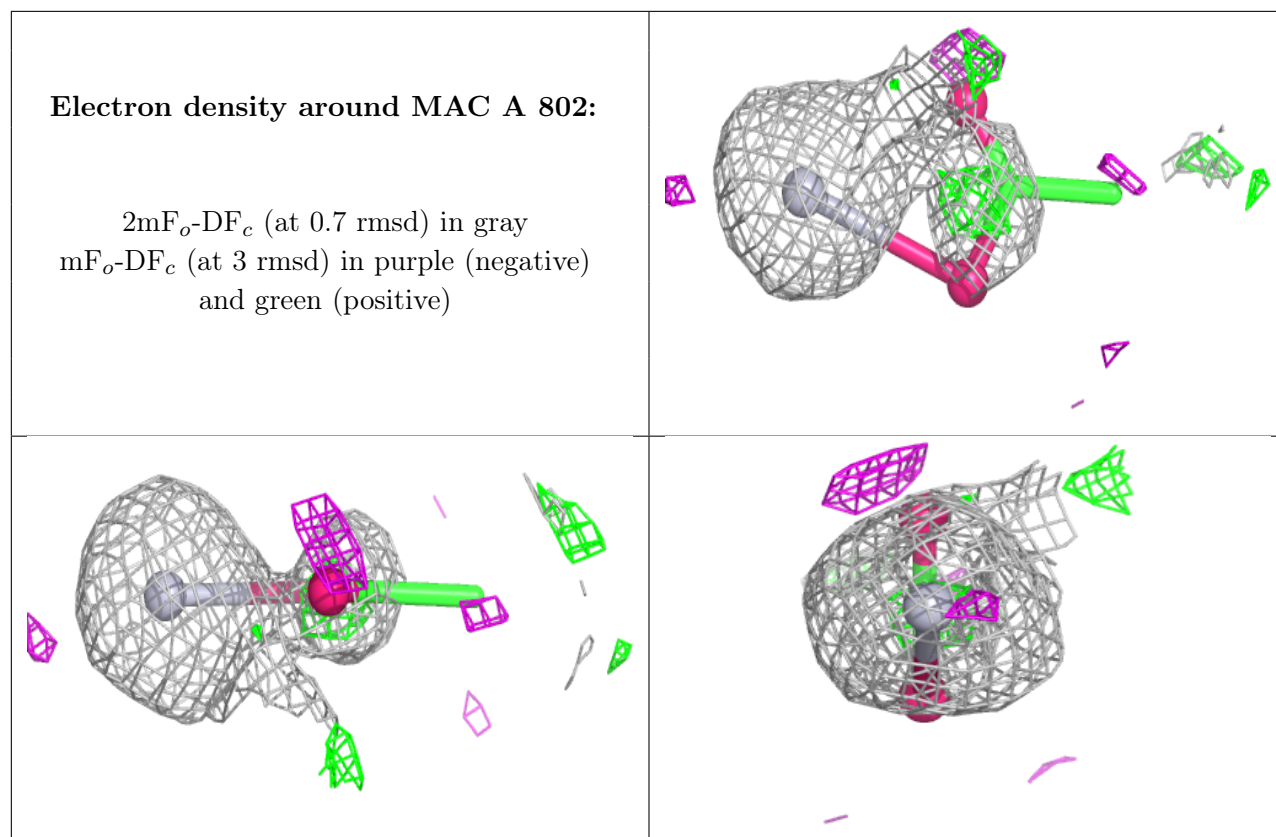 Electron density around MAC A 802:
2mFo-DFc (at 0.7 rmsd) in gray
mFo-DFc (at 3 rmsd) in purple (negative)
and green (positive)